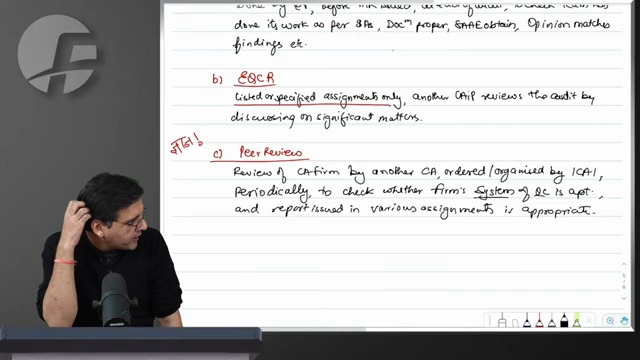 done its work as per SAs, Docm proper, SAAE obtain, Opinion matches
findings etc.
b) EQCR
Listed or specified assignments only, another CAiP reviews the audit by
discussing on significant matters.
c) Peer Review
Review of CA firm by another CA, ordered/organised by ICAI,
Periodically, to check whether firm's System of QC is apt.
and report issued in various assignments is appropriate.